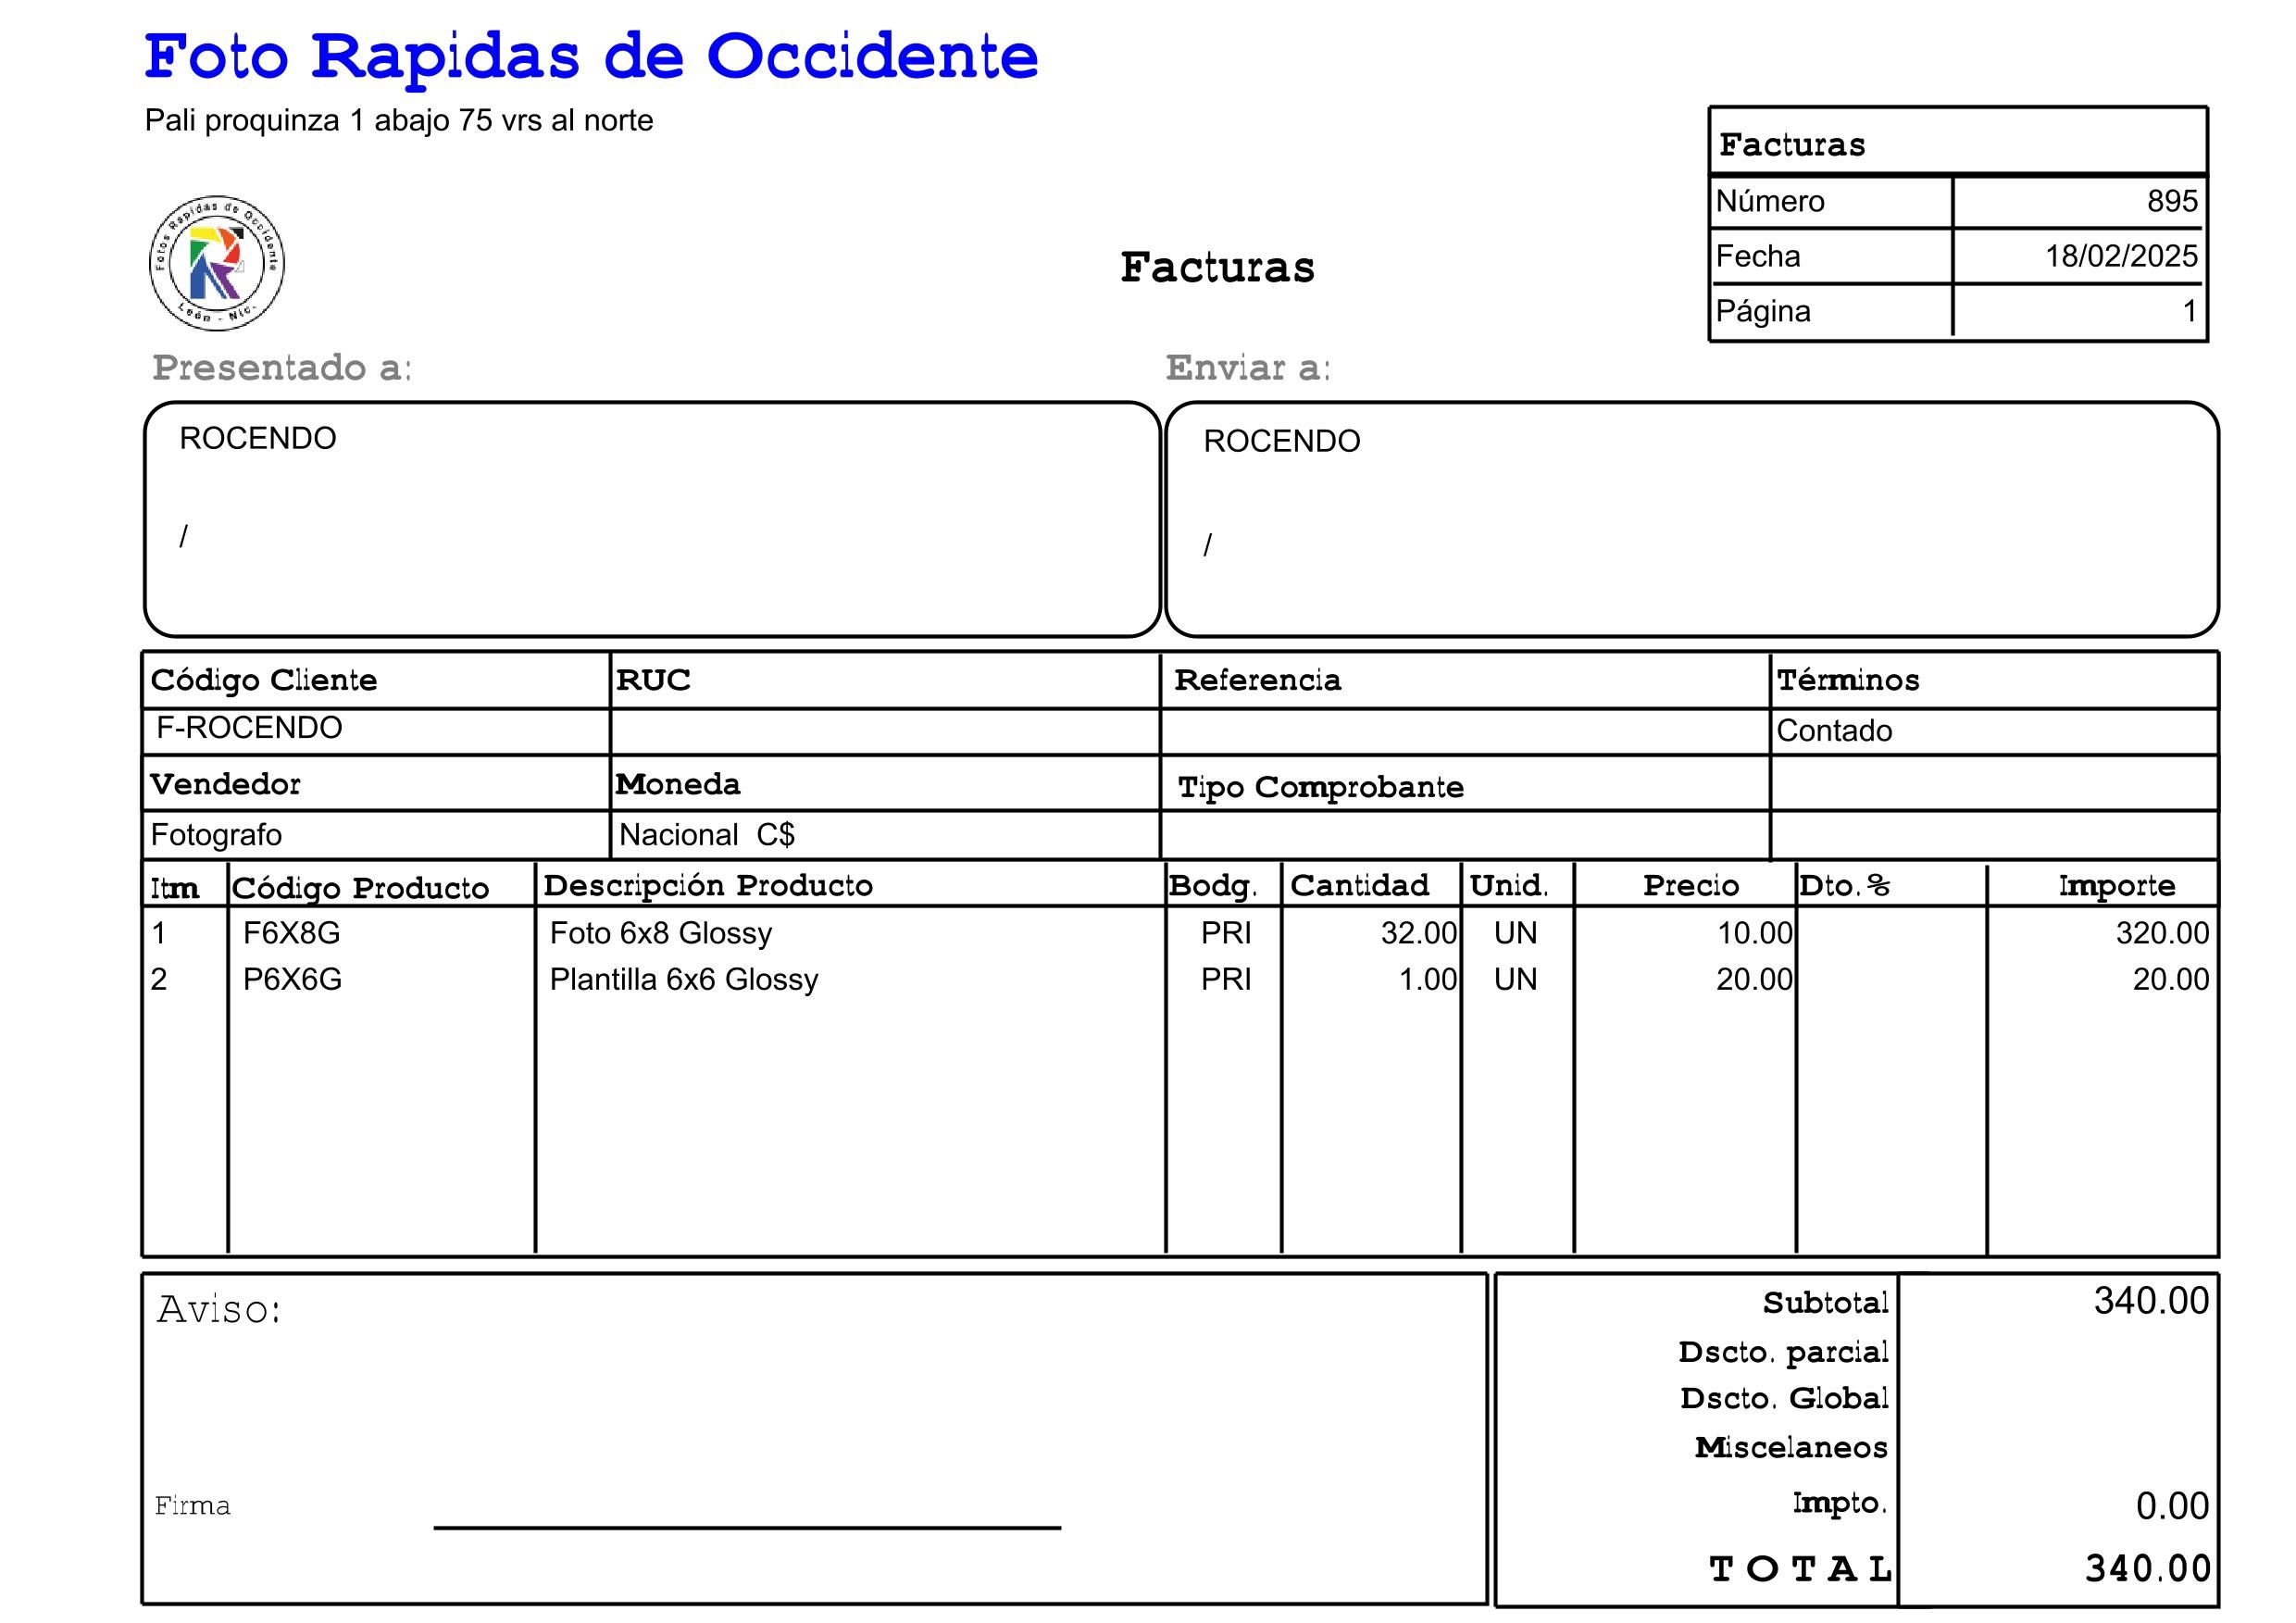 Foto Rapidas de Occidente
Pali proquinza 1 abajo 75 vrs al norte
Fotos Rapidas de Occidente
León - Nic.
Facturas
Facturas
Número 895
Fecha 18/02/2025
Página 1
Presentado a: Enviar a:
ROCENDO ROCENDO
/ /
Código Cliente RUC Referencia Términos
F-ROCENDO Contado
Vendedor Moneda Tipo Comprobante
Fotografo Nacional C$
Itm Código Producto Descripción Producto Bodg. Cantidad Unid. Precio Dto.% Importe
1 F6X8G Foto 6x8 Glossy PRI 32.00 UN 10.00 320.00
2 P6X6G Plantilla 6x6 Glossy PRI 1.00 UN 20.00 20.00
Aviso:
Firma
Subtotal 340.00
Dscto. parcial
Dscto. Global
Miscelaneos
Impto. 0.00
TOTAL 340.00